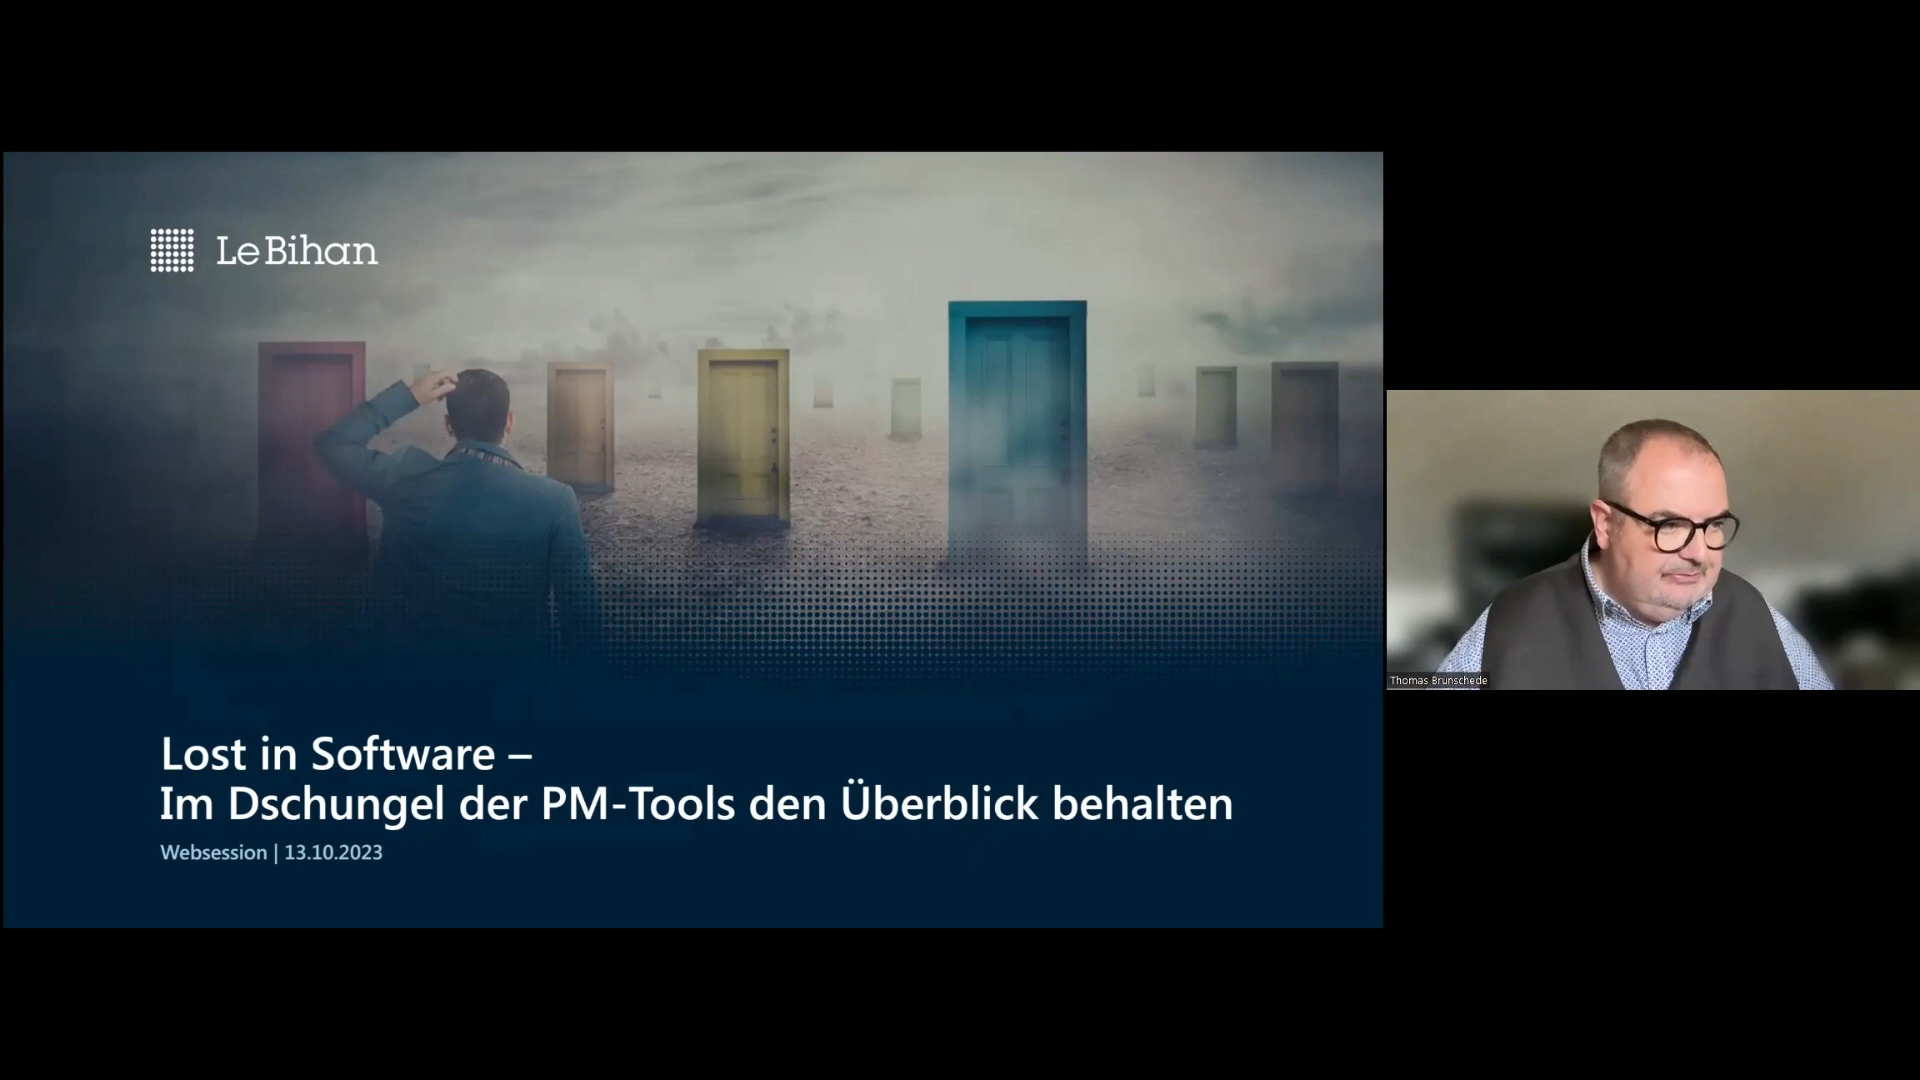 Le Bihan
Lost in Software –
Im Dschungel der PM-Tools den Überblick behalten
Websession | 13.10.2023
Thomas Brunschede